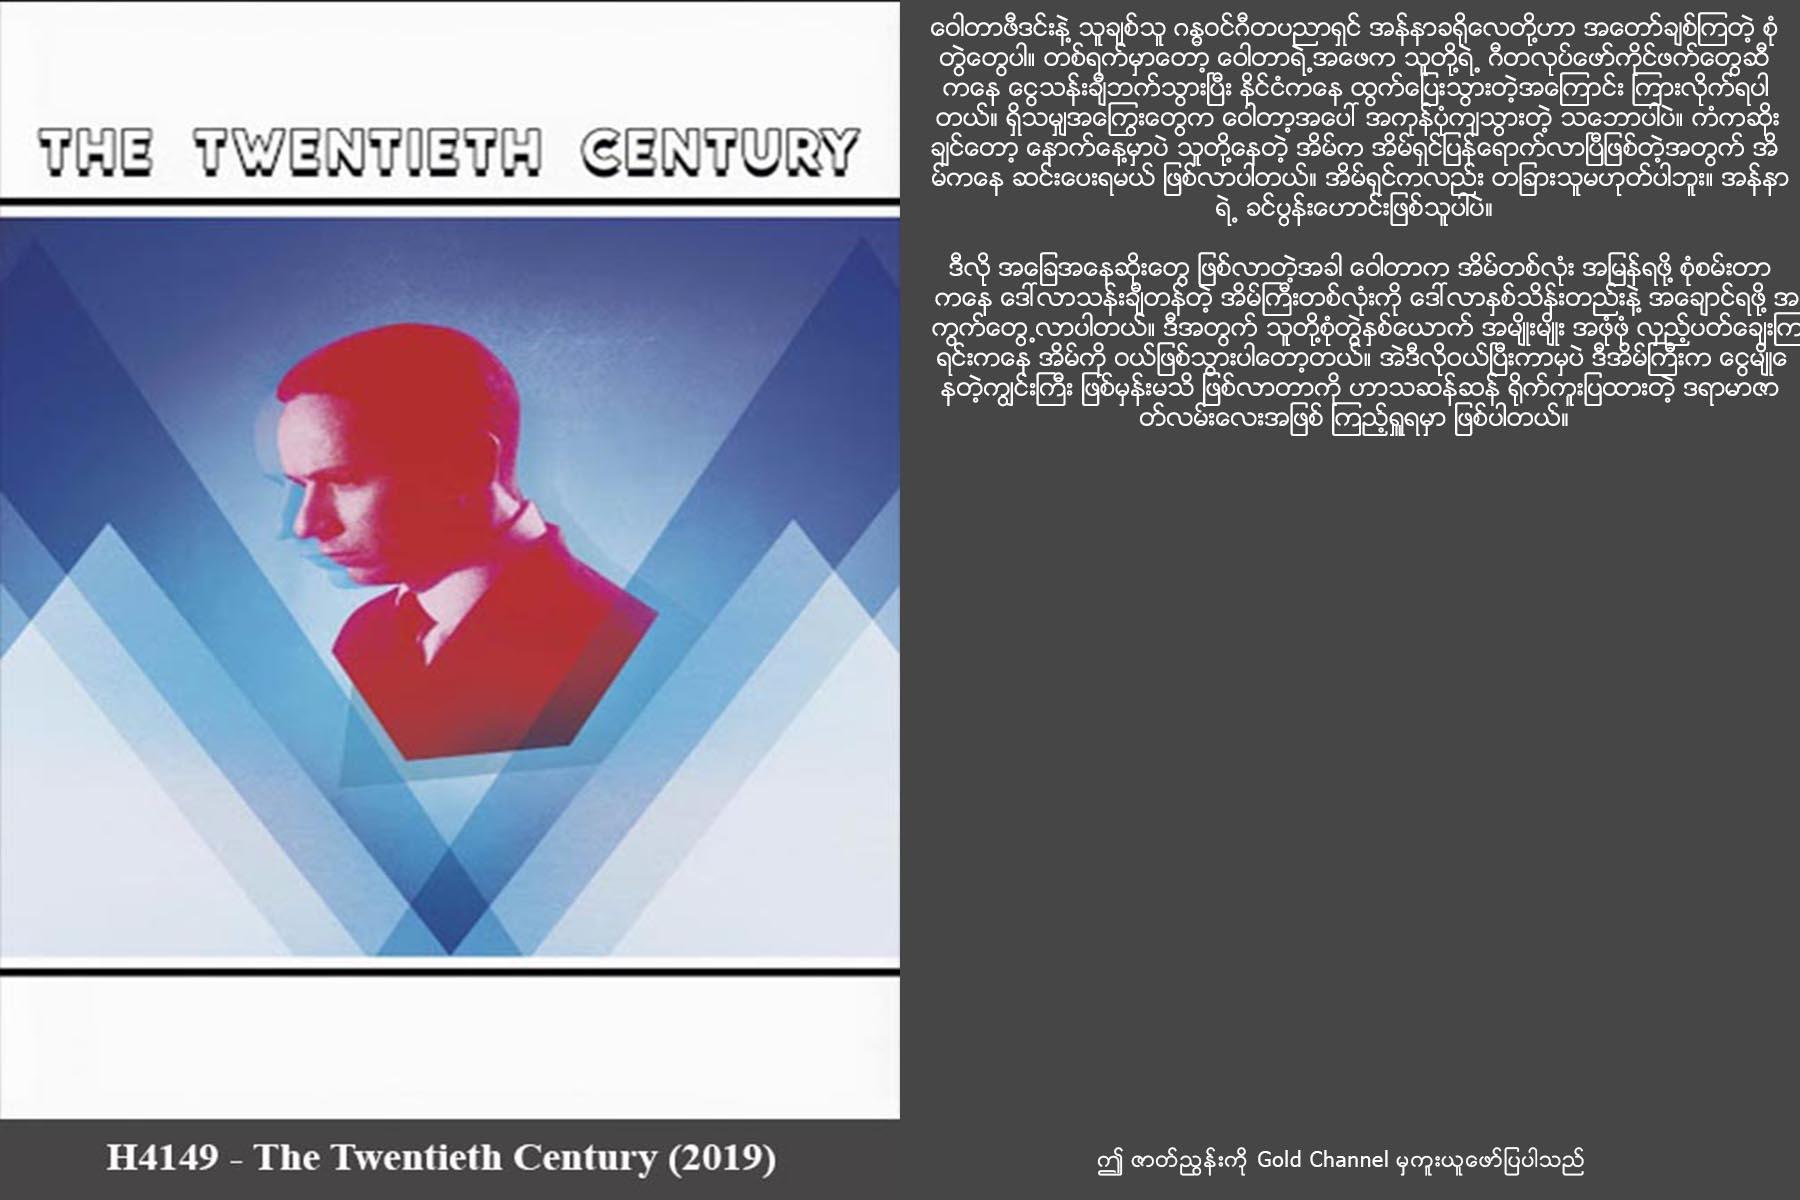 THE TWENTIETH CENTURY
ဝေါတာဖီဒင်းနဲ့ သူချစ်သူ ဂန္ဓဝင်ဂီတပညာရှင် အန်နာခရိုလေတို့ဟာ အတော်ချစ်ကြတဲ့ စုံ
တွဲတွေပါ။ တစ်ရက်မှာတော့ ဝေါတာရဲ့အဖေက သူတို့ရဲ့ ဂီတလုပ်ဖော်ကိုင်ဖက်တွေဆီ
ကနေ ငွေသန်းချီဘက်သွားပြီး နိုင်ငံကနေ ထွက်ပြေးသွားတဲ့အကြောင်း ကြားလိုက်ရပါ
တယ်။ ရှိသမျှအကြွေးတွေက ဝေါတာ့အပေါ် အကုန်ပုံကျသွားတဲ့ သဘောပါပဲ။ ကံကဆိုး
ချင်တော့ နောက်နေ့မှာပဲ သူတို့နေတဲ့ အိမ်က အိမ်ရှင်ပြန်ရောက်လာပြီဖြစ်တဲ့အတွက် အိ
မ်ကနေ ဆင်းပေးရမယ် ဖြစ်လာပါတယ်။ အိမ်ရှင်ကလည်း တခြားသူမဟုတ်ပါဘူး။ အန်နာ
ရဲ့ ခင်ပွန်းဟောင်းဖြစ်သူပါပဲ။
ဒီလို အခြေအနေဆိုးတွေ ဖြစ်လာတဲ့အခါ ဝေါတာက အိမ်တစ်လုံး အမြန်ရဖို့ စုံစမ်းတာ
ကနေ ဒေါ်လာသန်းချီတန်တဲ့ အိမ်ကြီးတစ်လုံးကို ဒေါ်လာနှစ်သိန်းတည်းနဲ့ အချောင်ရဖို့ အ
ကွက်တွေ့လာပါတယ်။ ဒီအတွက် သူတို့စုံတွဲနှစ်ယောက် အမျိုးမျိုး အဖုံဖုံ လှည့်ပတ်ချေးကြ
ရင်းကနေ အိမ်ကို ဝယ်ဖြစ်သွားပါတော့တယ်။ အဲဒီလိုဝယ်ပြီးကာမှပဲ ဒီအိမ်ကြီးက ငွေမျိုေ
နတဲ့ကျွင်းကြီး ဖြစ်မှန်းမသိ ဖြစ်လာတာကို ဟာသဆန်ဆန် ရိုက်ကူးပြထားတဲ့ ဒရာမာဇာ
တ်လမ်းလေးအဖြစ် ကြည့်ရှုရမှာ ဖြစ်ပါတယ်။
H4149 - The Twentieth Century (2019)
ဤ ဇာတ်ညွှန်းကို Gold Channel မှကူးယူဖော်ပြပါသည်